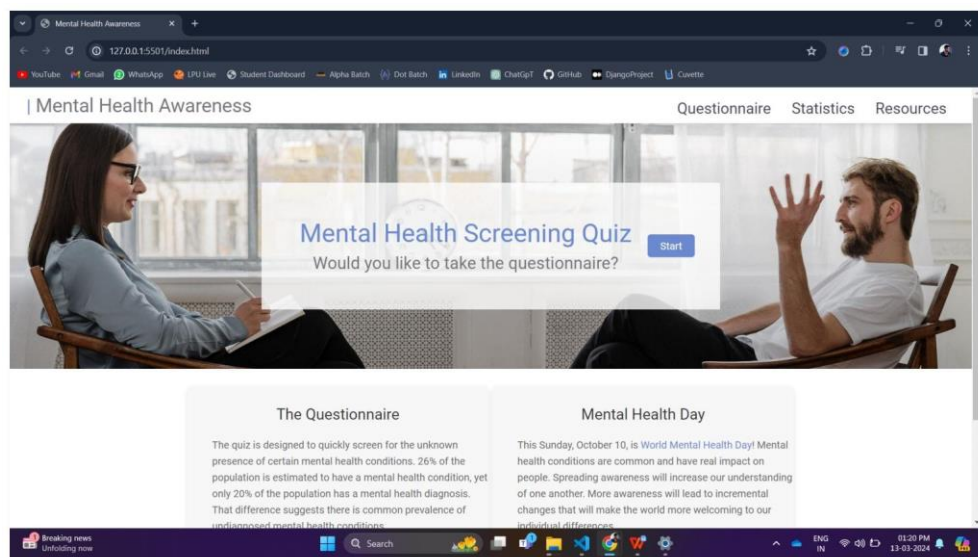 Mental Health Awareness
127.0.0.1:5501/index.html
YouTube Gmail WhatsApp LPU Live Student Dashboard Alpha Batch Dot Batch LinkedIn ChatGpT GitHub DjangoProject Cuvette
| Mental Health Awareness
Questionnaire Statistics Resources
Mental Health Screening Quiz
Would you like to take the questionnaire?
Start
The Questionnaire
The quiz is designed to quickly screen for the unknown
presence of certain mental health conditions. 26% of the
population is estimated to have a mental health condition, yet
only 20% of the population has a mental health diagnosis.
That difference suggests there is common prevalence of
undiagnosed mental health conditions.
Mental Health Day
This Sunday, October 10, is World Mental Health Day! Mental
health conditions are common and have real impact on
people. Spreading awareness will increase our understanding
of one another. More awareness will lead to incremental
changes that will make the world more welcoming to our
individual differences.
Breaking news
Unfolding now
Search
ENG
IN
01:20 PM
13-03-2024